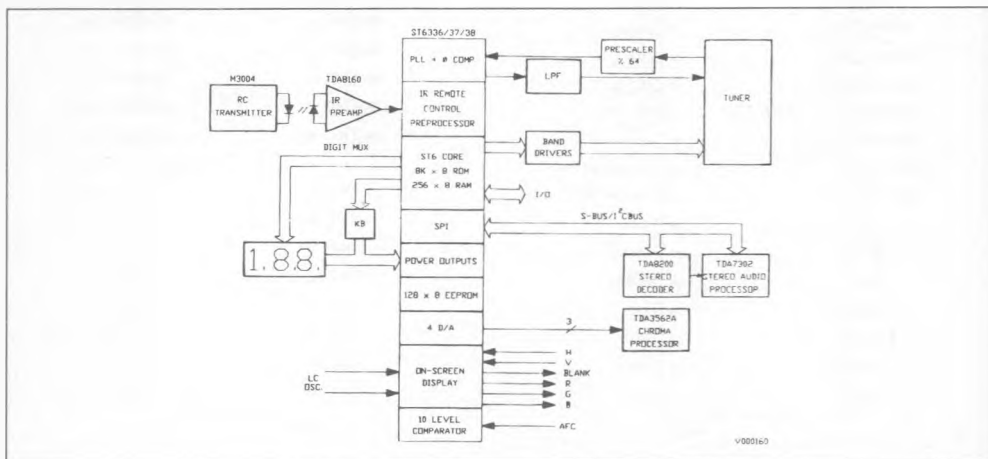 ST6336/37/38
PLL + Ø COMP
PRESCALER
% 64
LPF
TUNER
M3004
RC
TRANSMITTER
TDA8160
IR
PREAMP
IR REMOTE
CONTROL
PREPROCESSOR
DIGIT MUX
ST6 CORE
8K × 8 ROM
256 × 8 RAM
BAND
DRIVERS
I/O
KB
SPI
S-BUS/I²CBUS
1.8.8.
POWER OUTPUTS
TDA8200
STEREO
DECODER
TDA7302
STEREO AUDIO
PROCESSOP
128 × 8 EEPROM
4 D/A
3
TDA3562A
CHROMA
PROCESSOR
LC
OSC.
ON-SCREEN
DISPLAY
H
V
BLANK
R
G
B
10 LEVEL
COMPARATOR
AFC
V000160